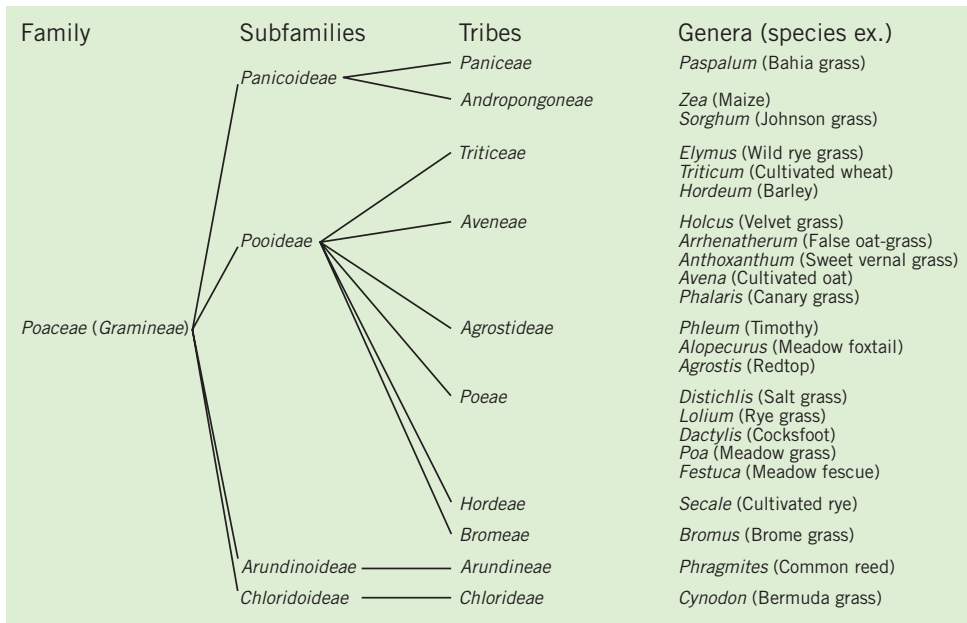 Family Subfamilies Tribes Genera (species ex.)
Panicoideae Paniceae Paspalum (Bahia grass)
Andropongoneae Zea (Maize)
Sorghum (Johnson grass)
Triticeae Elymus (Wild rye grass)
Triticum (Cultivated wheat)
Hordeum (Barley)
Aveneae Holcus (Velvet grass)
Pooideae Arrhenatherum (False oat-grass)
Anthoxanthum (Sweet vernal grass)
Avena (Cultivated oat)
Phalaris (Canary grass)
Poaceae (Gramineae) Agrostideae Phleum (Timothy)
Alopecurus (Meadow foxtail)
Agrostis (Redtop)
Poeae Distichlis (Salt grass)
Lolium (Rye grass)
Dactylis (Cocksfoot)
Poa (Meadow grass)
Festuca (Meadow fescue)
Hordeae Secale (Cultivated rye)
Bromeae Bromus (Brome grass)
Arundinoideae Arundineae Phragmites (Common reed)
Chloridoideae Chlorideae Cynodon (Bermuda grass)